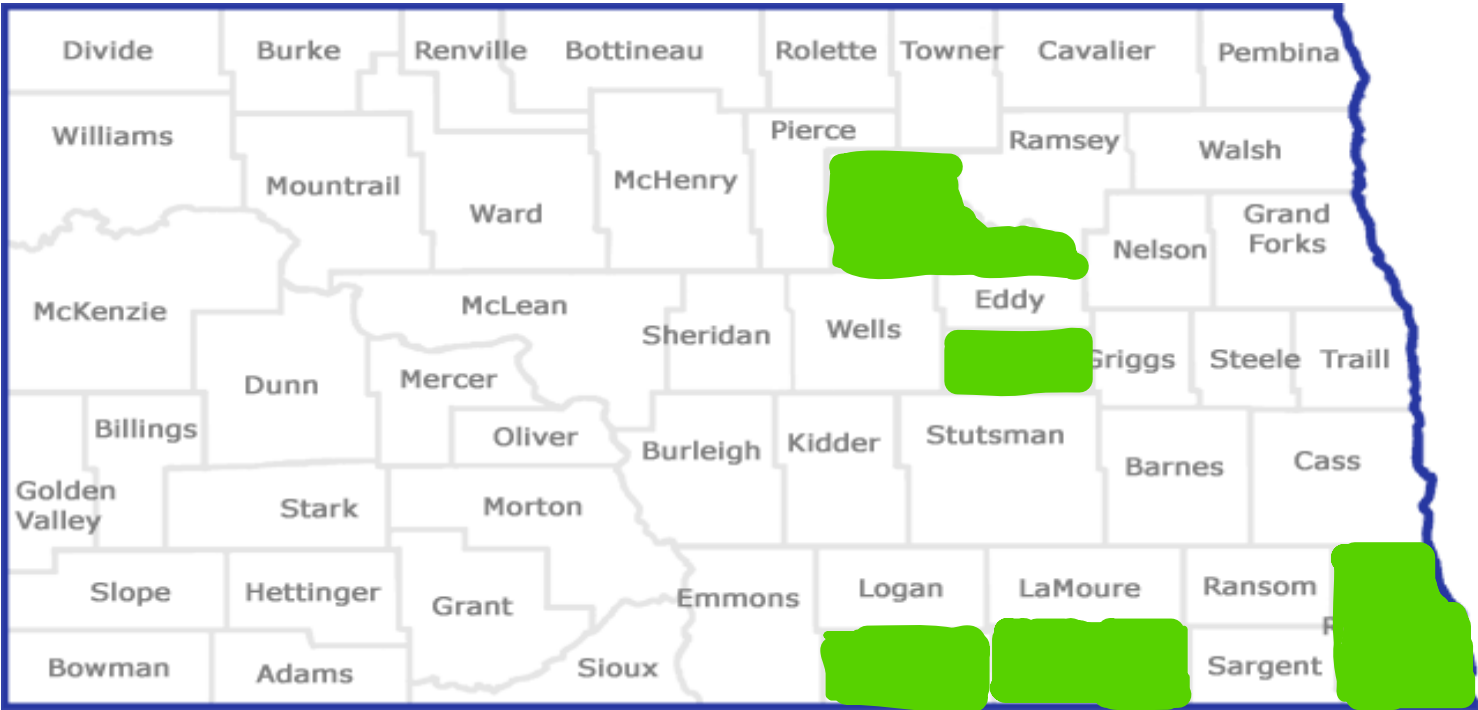 Divide
Burke
Renville
Bottineau
Rolette
Towner
Cavalier
Pembina
Williams
Mountrail
Ward
McHenry
Pierce
Ramsey
Walsh
Grand
Forks
Nelson
McKenzie
McLean
Sheridan
Wells
Eddy
Dunn
Mercer
Griggs
Steele
Traill
Billings
Oliver
Burleigh
Kidder
Stutsman
Barnes
Cass
Golden
Valley
Stark
Morton
Slope
Hettinger
Grant
Emmons
Logan
LaMoure
Ransom
Bowman
Adams
Sioux
Sargent